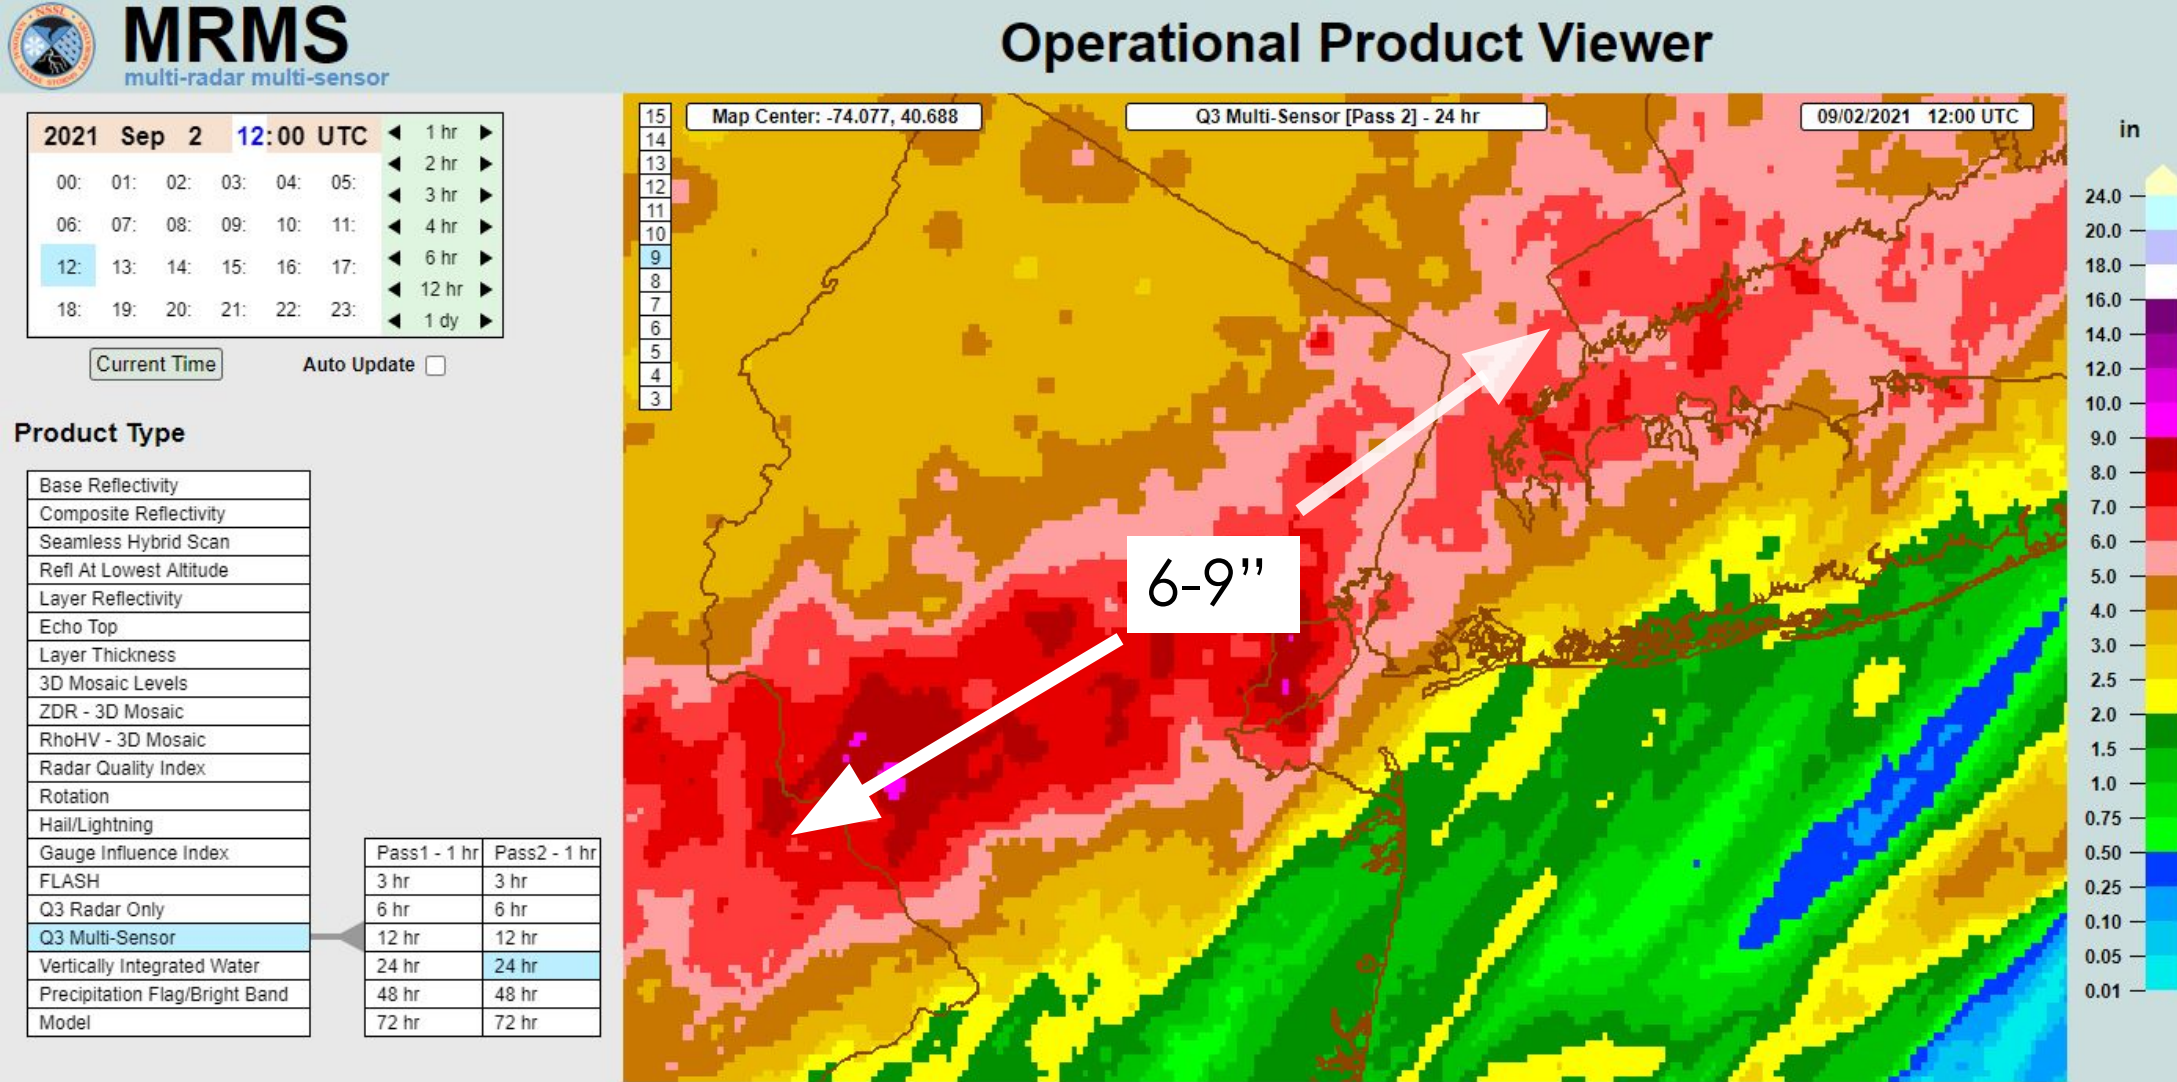 NSSL
MRMS
multi-radar multi-sensor
Operational Product Viewer
2021 Sep 2 12:00 UTC
00: 01: 02: 03: 04: 05:
06: 07: 08: 09: 10: 11:
12: 13: 14: 15: 16: 17:
18: 19: 20: 21: 22: 23:
◀ 1 hr ▶
◀ 2 hr ▶
◀ 3 hr ▶
◀ 4 hr ▶
◀ 6 hr ▶
◀ 12 hr ▶
◀ 1 dy ▶
Current Time
Auto Update
Product Type
Base Reflectivity
Composite Reflectivity
Seamless Hybrid Scan
Refl At Lowest Altitude
Layer Reflectivity
Echo Top
Layer Thickness
3D Mosaic Levels
ZDR - 3D Mosaic
RhoHV - 3D Mosaic
Radar Quality Index
Rotation
Hail/Lightning
Gauge Influence Index
FLASH
Q3 Radar Only
Q3 Multi-Sensor
Vertically Integrated Water
Precipitation Flag/Bright Band
Model
Pass1 - 1 hr Pass2 - 1 hr
3 hr 3 hr
6 hr 6 hr
12 hr 12 hr
24 hr 24 hr
48 hr 48 hr
72 hr 72 hr
15
14
13
12
11
10
9
8
7
6
5
4
3
Map Center: -74.077, 40.688
Q3 Multi-Sensor [Pass 2] - 24 hr
09/02/2021 12:00 UTC
6-9”
in
24.0
20.0
18.0
16.0
14.0
12.0
10.0
9.0
8.0
7.0
6.0
5.0
4.0
3.0
2.5
2.0
1.5
1.0
0.75
0.50
0.25
0.10
0.05
0.01